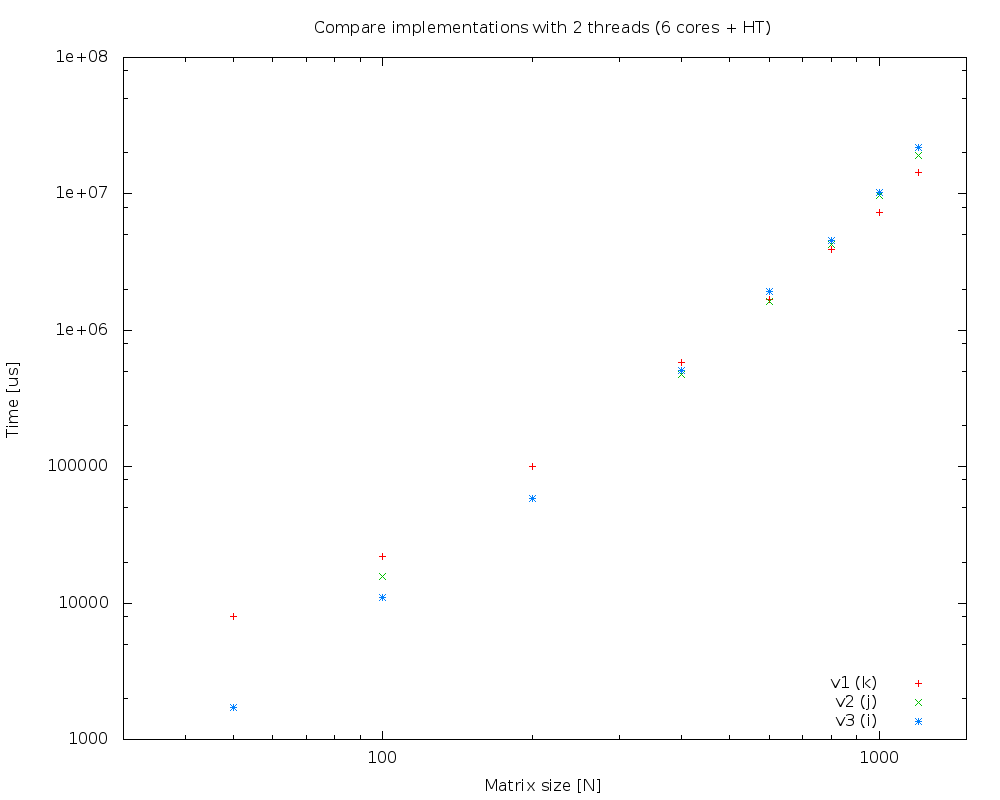 Compare implementations with 2 threads (6 cores + HT)
1e+08
1e+07
1e+06
100000
10000
1000
Time [us]
100
1000
Matrix size [N]
v1 (k)
v2 (j)
v3 (i)